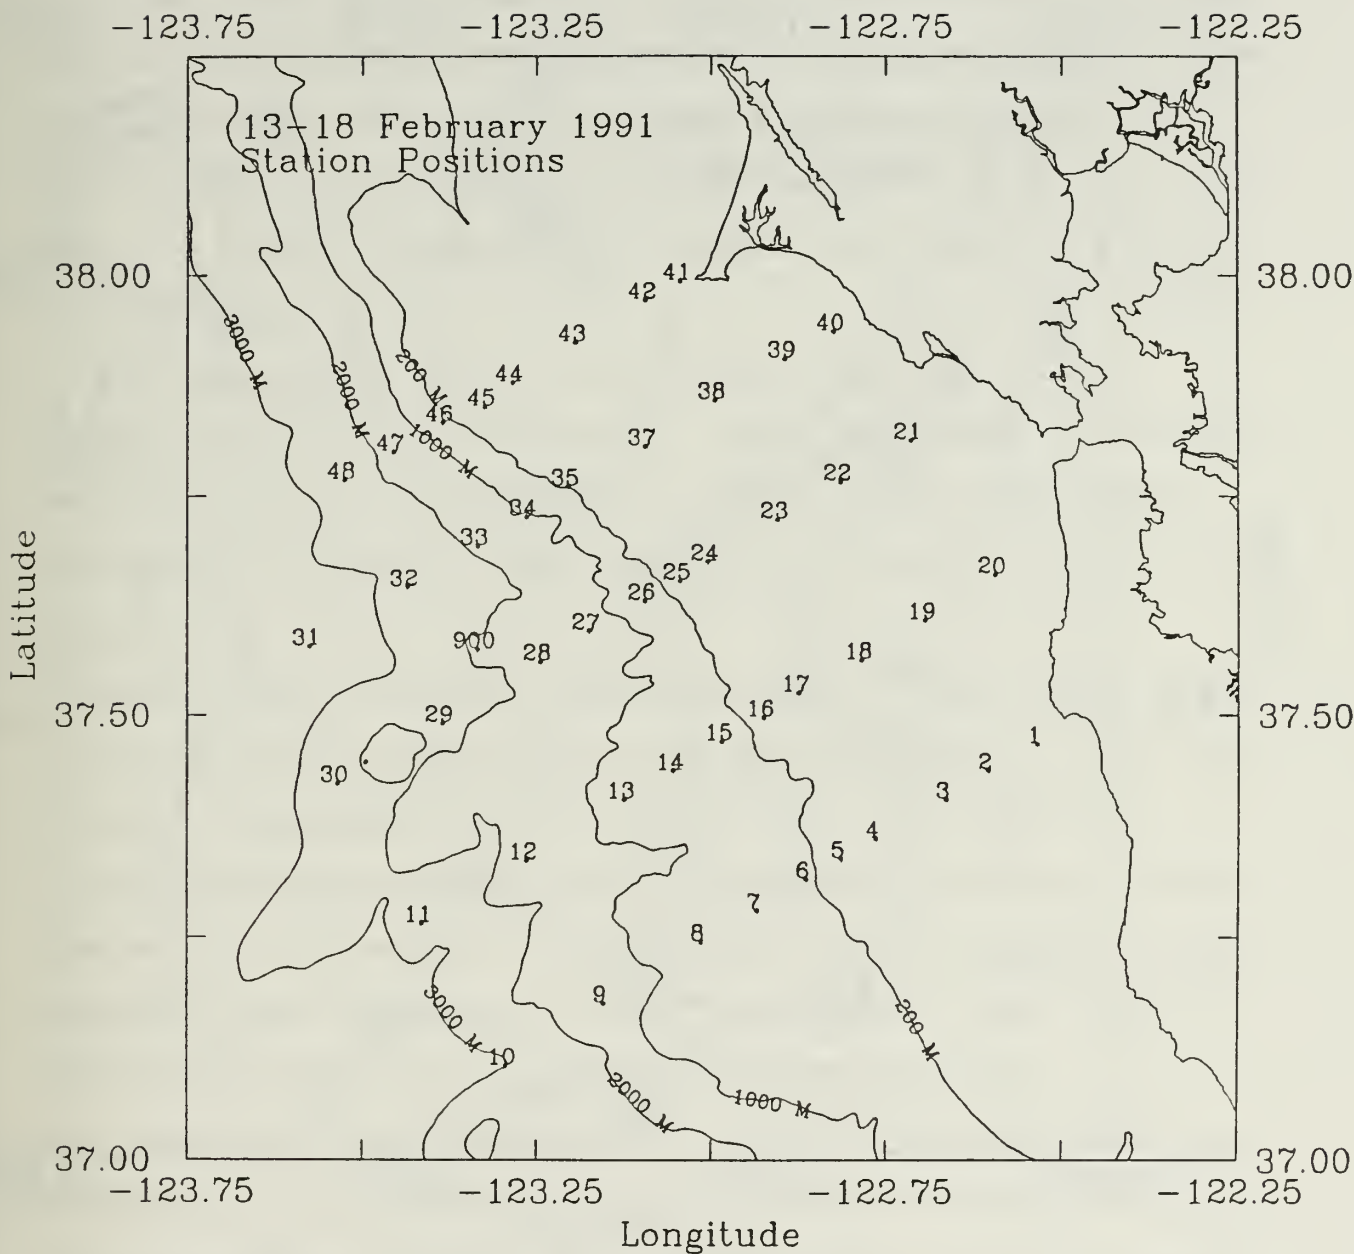 -123.75 -123.25 -122.75 -122.25
13-18 February 1991
Station Positions
41
38.00 42 38.00
43 40
3000 M 39
200 M 44
2000 M 45 38
46 21
47 1000 M 37
48 35 22
34 23
33 24
25 20
32 26
27 19
31 900 28 18
17
29 16
37.50 37.50
15 1
30 14 2
13 3
4
12 5
6
11 7
8
9
3000 M 200 M
10
2000 M 1000 M
37.00 37.00
-123.75 -123.25 -122.75 -122.25
Longitude
Latitude